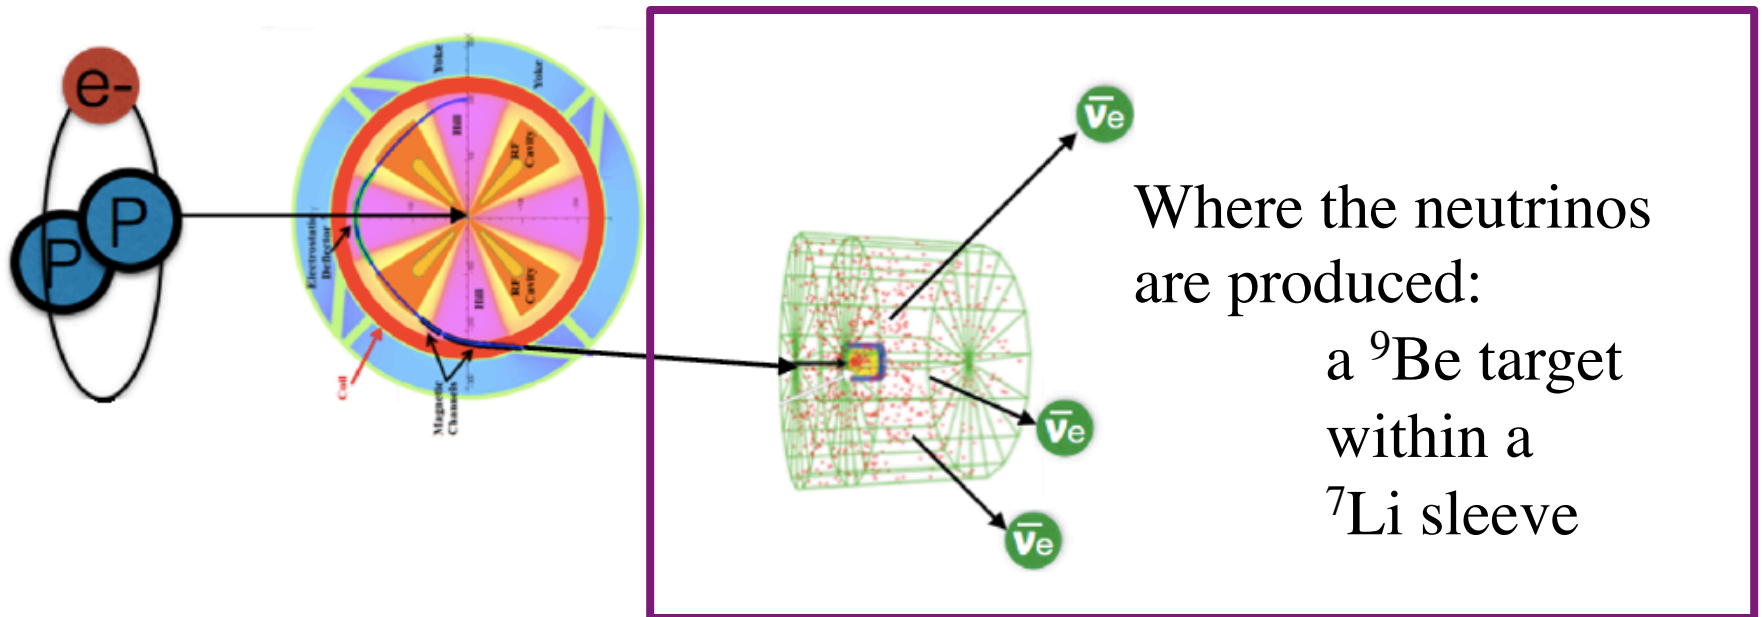 e-
P
P
Yoke
Yoke
Hill
RF
Cavity
Electrostatic
Deflector
Hill
RF
Cavity
Coil
Magnetic
Channels
ν̅e
ν̅e
ν̅e
Where the neutrinos
are produced:
a ⁹Be target
within a
⁷Li sleeve